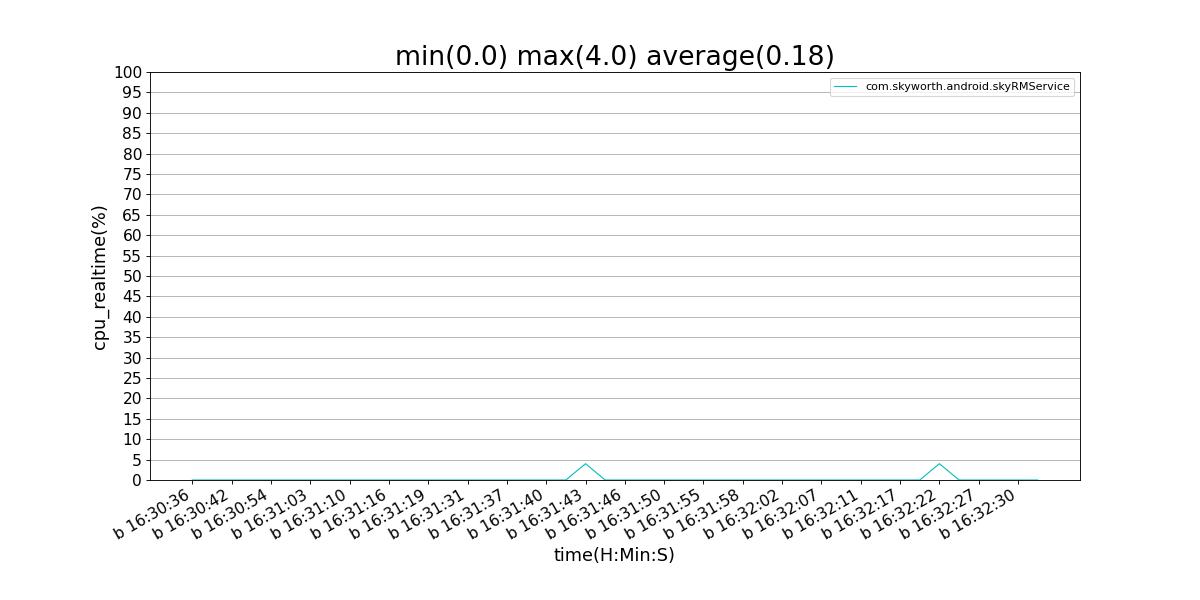 min(0.0) max(4.0) average(0.18)
com.skyworth.android.skyRMService
100
95
90
85
80
75
70
65
60
55
50
45
40
35
30
25
20
15
10
5
0
cpu_realtime(%)
b 16:30:36
b 16:30:42
b 16:30:54
b 16:31:03
b 16:31:10
b 16:31:16
b 16:31:19
b 16:31:31
b 16:31:37
b 16:31:40
b 16:31:43
b 16:31:46
b 16:31:50
b 16:31:55
b 16:31:58
b 16:32:02
b 16:32:07
b 16:32:11
b 16:32:17
b 16:32:22
b 16:32:27
b 16:32:30
time(H:Min:S)